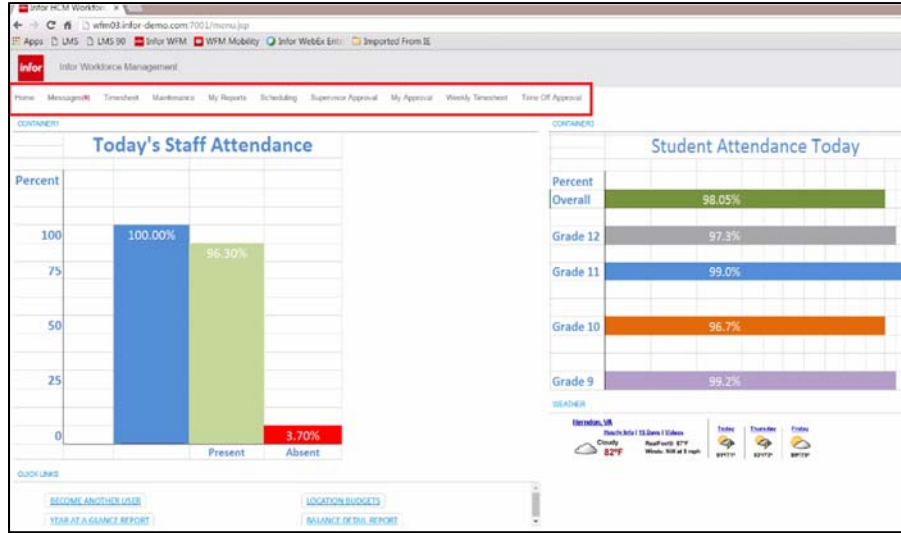 Infor HCM Workforc
wfm03.infor-demo.com:7001/menu.jsp
Apps LMS LMS 90 Infor WFM WFM Mobility Infor WebEx Ente Imported From IE
infor Infor Workforce Management
Home Messages Timesheet Maintenance My Reports Scheduling Supervisor Approval My Approval Weekly Timesheet Time Off Approval
CONTAINER1
Today's Staff Attendance
Percent
100
75
50
25
0
100.00%
96.30%
3.70%
Present Absent
QUICK LINKS
BECOME ANOTHER USER LOCATION BUDGETS
YEAR AT A GLANCE REPORT BALANCE DETAIL REPORT
Student Attendance Today
Percent
Overall 98.05%
Grade 12 97.3%
Grade 11 99.0%
Grade 10 96.7%
Grade 9 99.2%
WEATHER
Herndon, VA
Today Thursday Friday
Cloudy
82°F